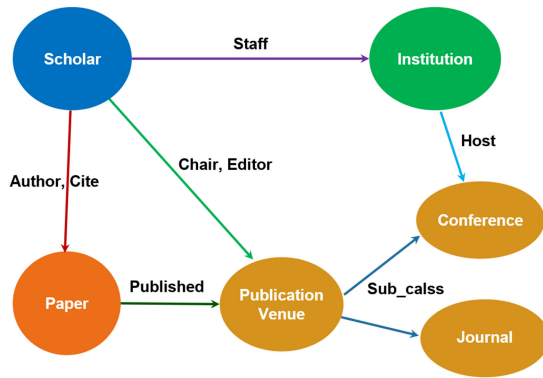 Staff
Scholar
Institution
Host
Chair, Editor
Author, Cite
Conference
Published
Sub_calss
Paper
Publication
Venue
Journal